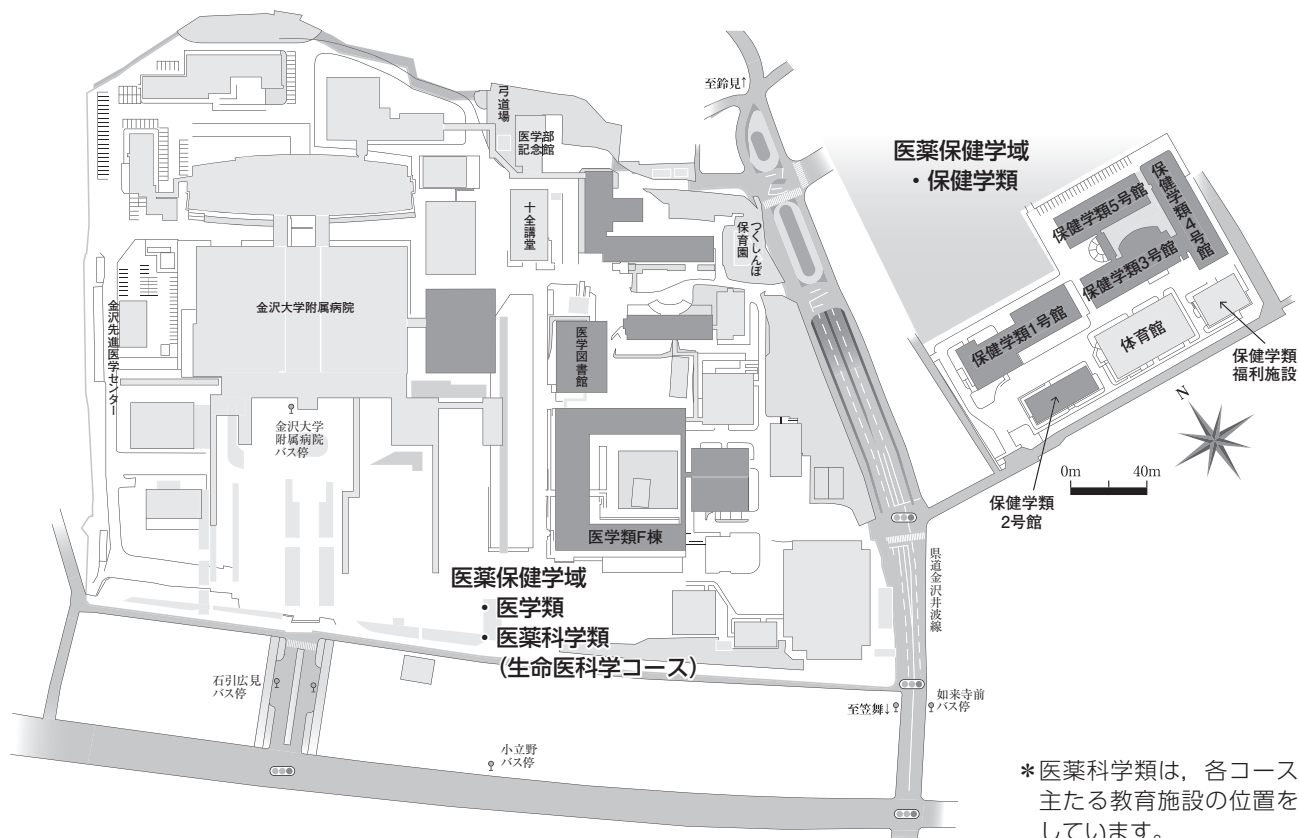 至鈴見↑
弓道場
医学部
記念館
医薬保健学域
・保健学類
保健学類5号館
保健学類4号館
保健学類3号館
保健学類1号館
体育館
保健学類
福利施設
保健学類
2号館
N
0m
40m
十全講堂
つくしんぼ
保育園
金沢大学附属病院
金沢先進医学センター
医学図書館
金沢大学
附属病院
バス停
医学類F棟
県道金沢井波線
医薬保健学域
・医学類
・医薬科学類
(生命医科学コース)
石引広見
バス停
至笠舞↓
如来寺前
バス停
小立野
バス停
＊医薬科学類は，各コース
主たる教育施設の位置を
しています。